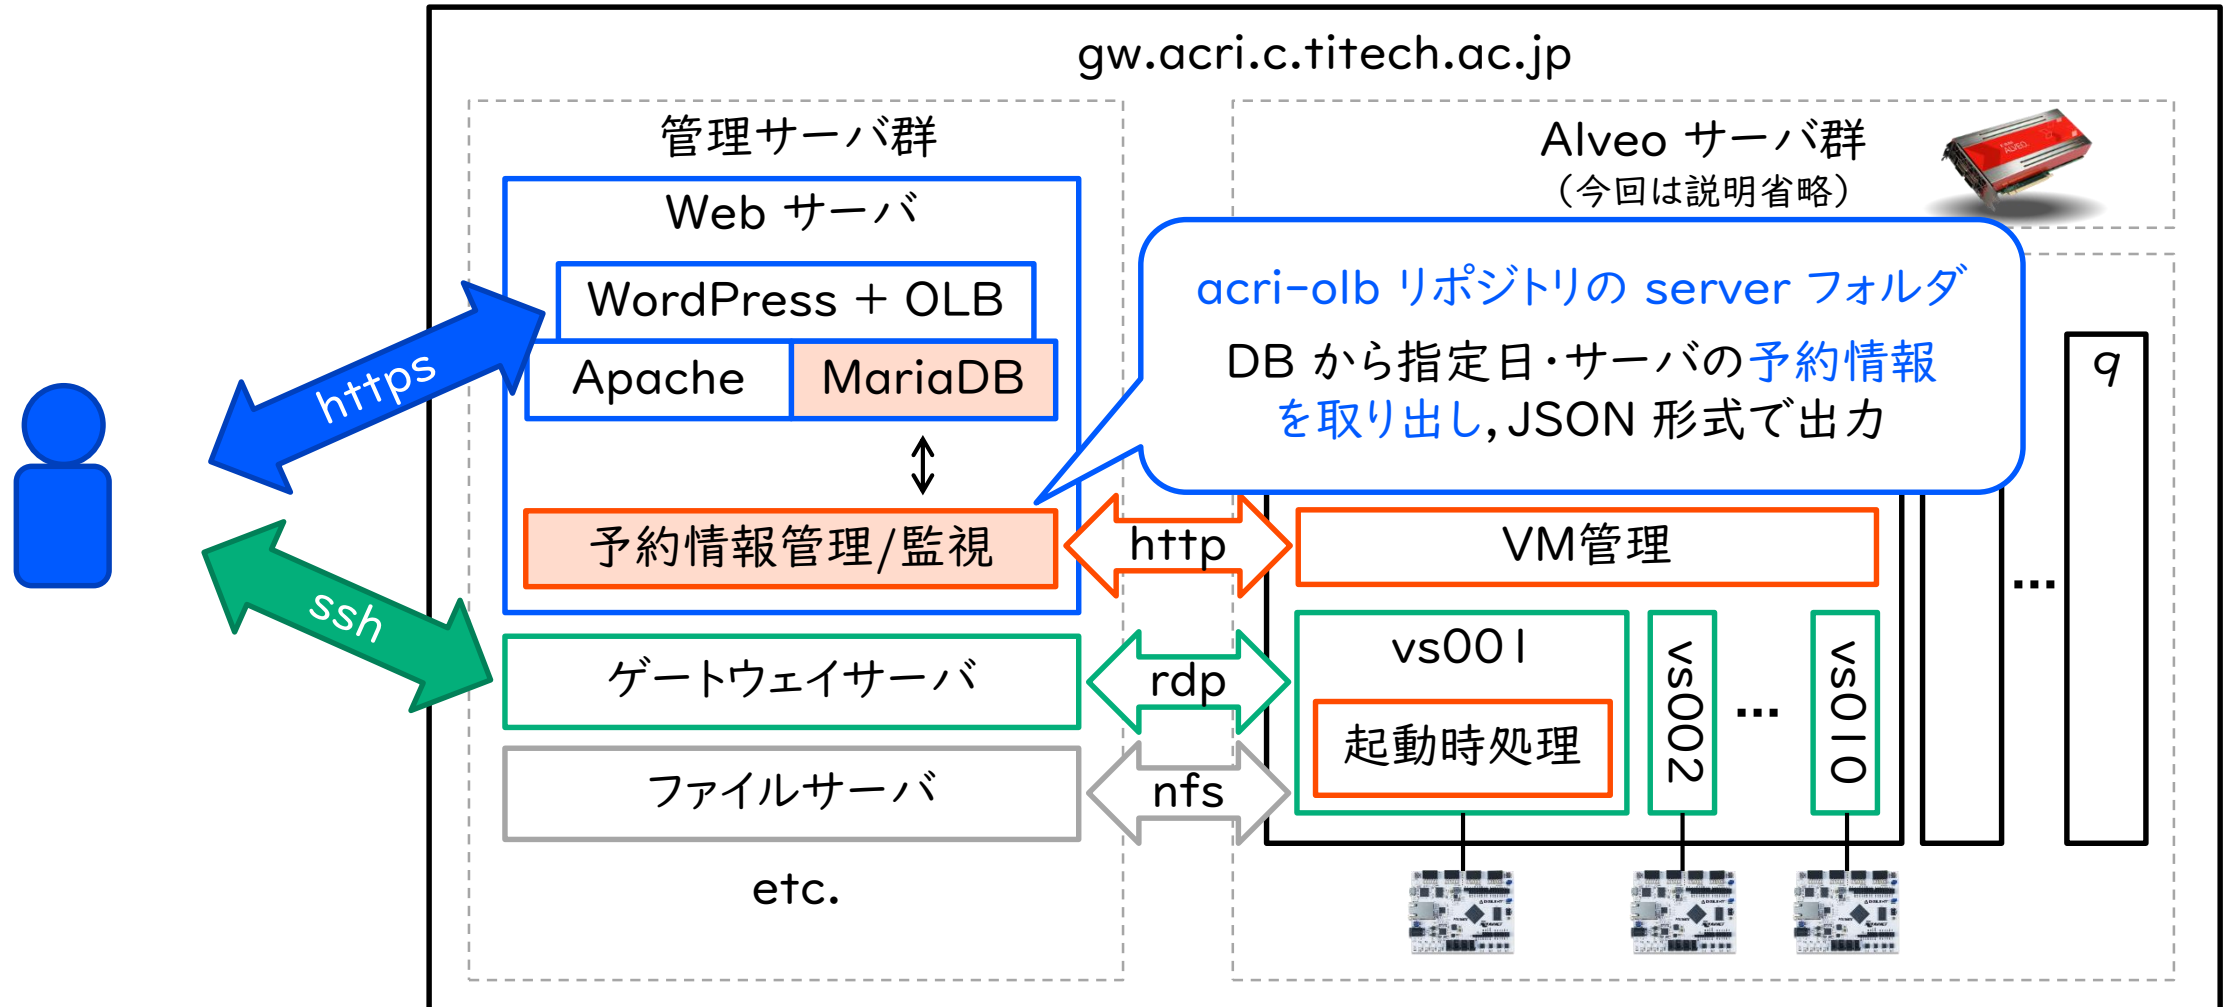 gw.acri.c.titech.ac.jp
管理サーバ群
Web サーバ
WordPress + OLB
Apache
MariaDB
予約情報管理/監視
ゲートウェイサーバ
ファイルサーバ
etc.
https
ssh
http
rdp
nfs
Alveo サーバ群
（今回は説明省略）
acri-olb リポジトリの server フォルダ
DB から指定日・サーバの予約情報
を取り出し, JSON 形式で出力
VM管理
vs001
起動時処理
vs002
...
vs010
...
9